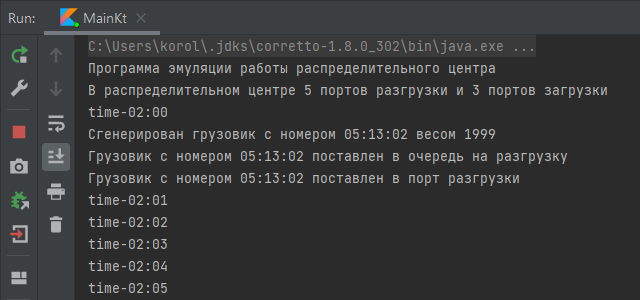 Run: MainKt
C:\Users\korol\.jdks\corretto-1.8.0_302\bin\java.exe ...
Программа эмуляции работы распределительного центра
В распределительном центре 5 портов разгрузки и 3 портов загрузки
time-02:00
Сгенерирован грузовик с номером 05:13:02 весом 1999
Грузовик с номером 05:13:02 поставлен в очередь на разгрузку
Грузовик с номером 05:13:02 поставлен в порт разгрузки
time-02:01
time-02:02
time-02:03
time-02:04
time-02:05